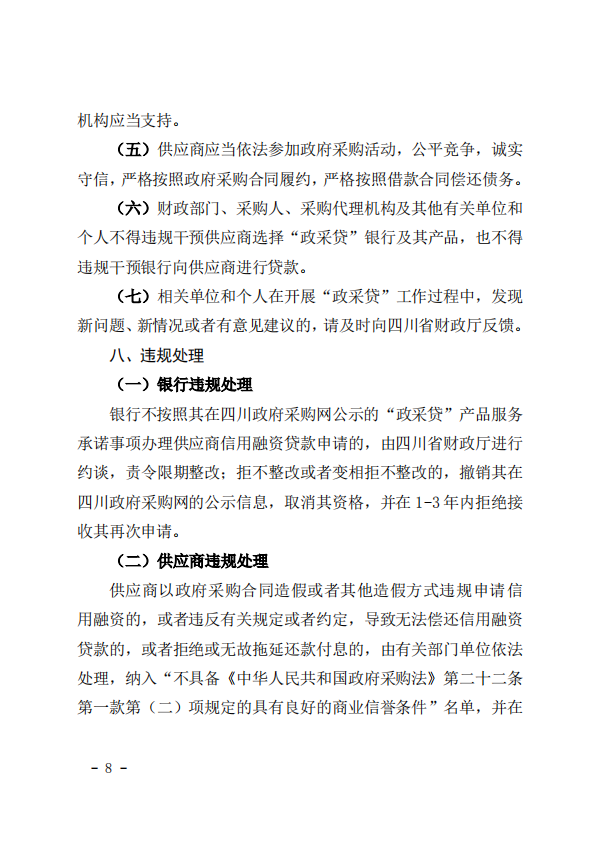 机构应当支持。
（五）供应商应当依法参加政府采购活动，公平竞争，诚实
守信，严格按照政府采购合同履约，严格按照借款合同偿还债务。
（六）财政部门、采购人、采购代理机构及其他有关单位和
个人不得违规干预供应商选择“政采贷”银行及其产品，也不得
违规干预银行向供应商进行贷款。
（七）相关单位和个人在开展“政采贷”工作过程中，发现
新问题、新情况或者有意见建议的，请及时向四川省财政厅反馈。
八、违规处理
（一）银行违规处理
银行不按照其在四川政府采购网公示的“政采贷”产品服务
承诺事项办理供应商信用融资贷款申请的，由四川省财政厅进行
约谈，责令限期整改；拒不整改或者变相拒不整改的，撤销其在
四川政府采购网的公示信息，取消其资格，并在 1-3 年内拒绝接
收其再次申请。
（二）供应商违规处理
供应商以政府采购合同造假或者其他造假方式违规申请信
用融资的，或者违反有关规定或者约定，导致无法偿还信用融资
贷款的，或者拒绝或无故拖延还款付息的，由有关部门单位依法
处理，纳入“不具备《中华人民共和国政府采购法》第二十二条
第一款第（二）项规定的具有良好的商业信誉条件”名单，并在
- 8 -